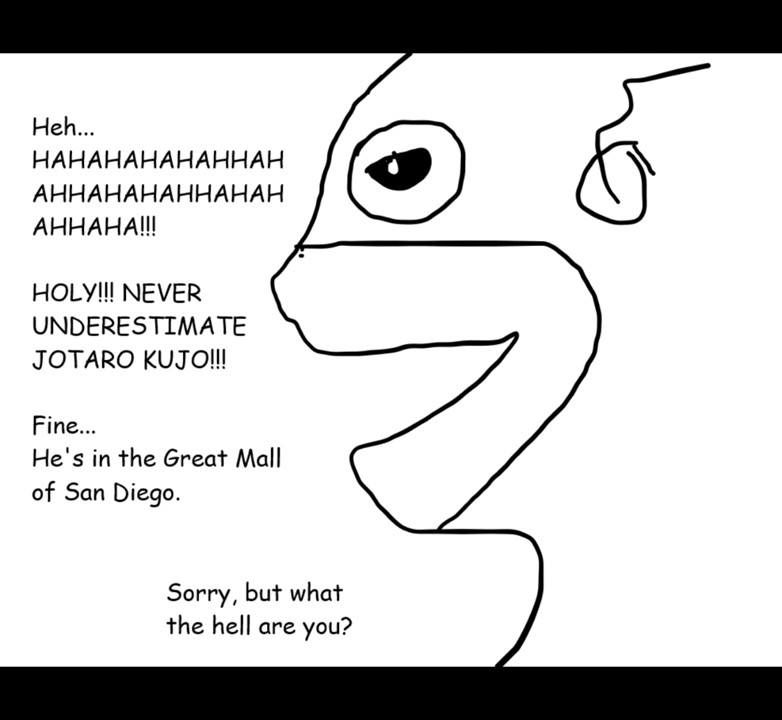 Heh...
HAHAHAHAHAHHAH
AHHAHAHAHHAHAH
AHHAHA!!!
HOLY!!! NEVER
UNDERESTIMATE
JOTARO KUJO!!!
Fine...
He's in the Great Mall
of San Diego.
Sorry, but what
the hell are you?